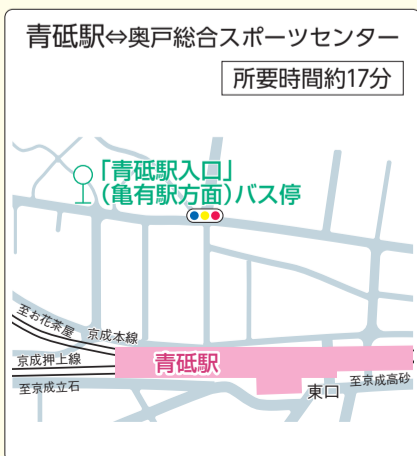 青砥駅⇔奥戸総合スポーツセンター
所要時間約17分
「青砥駅入口」
(亀有駅方面)バス停
至お花茶屋
京成本線
京成押上線
青砥駅
至京成立石
東口
至京成高砂